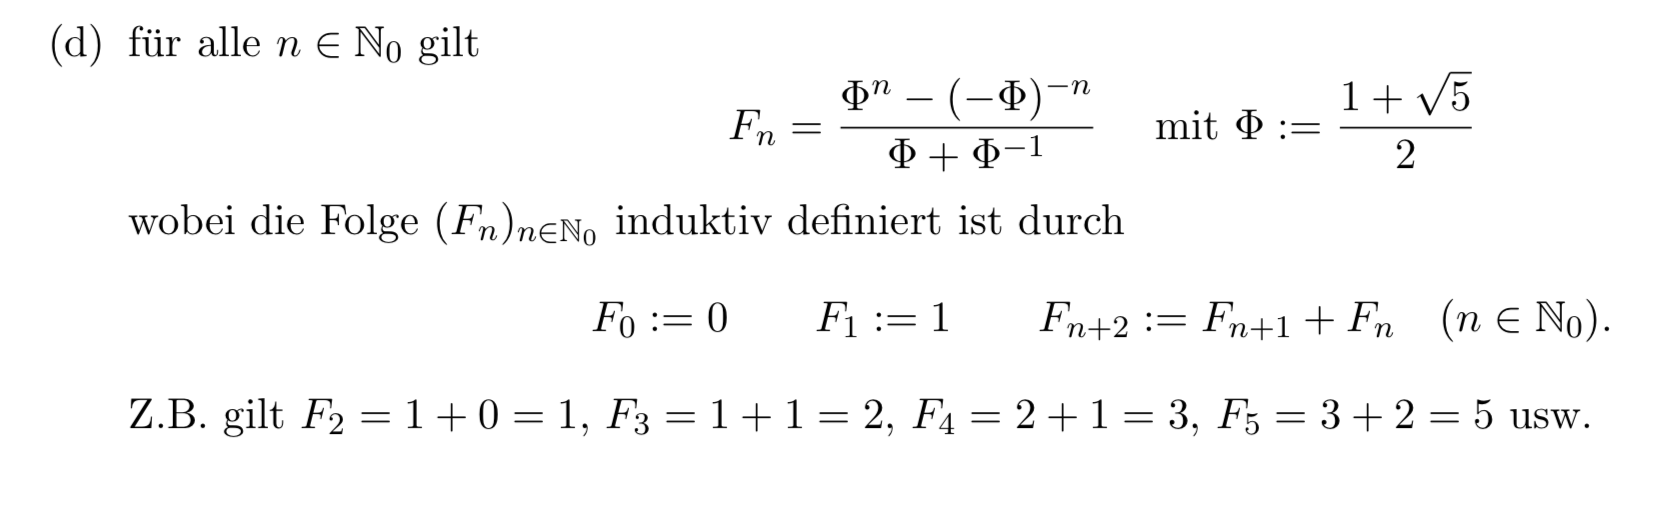 (d) für alle n ∈ ℕ₀ gilt
Fₙ = (Φⁿ − (−Φ)⁻ⁿ) / (Φ + Φ⁻¹) mit Φ := (1 + √5) / 2
wobei die Folge (Fₙ)ₙ∈ℕ₀ induktiv definiert ist durch
F₀ := 0 F₁ := 1 Fₙ₊₂ := Fₙ₊₁ + Fₙ (n ∈ ℕ₀).
Z.B. gilt F₂ = 1 + 0 = 1, F₃ = 1 + 1 = 2, F₄ = 2 + 1 = 3, F₅ = 3 + 2 = 5 usw.